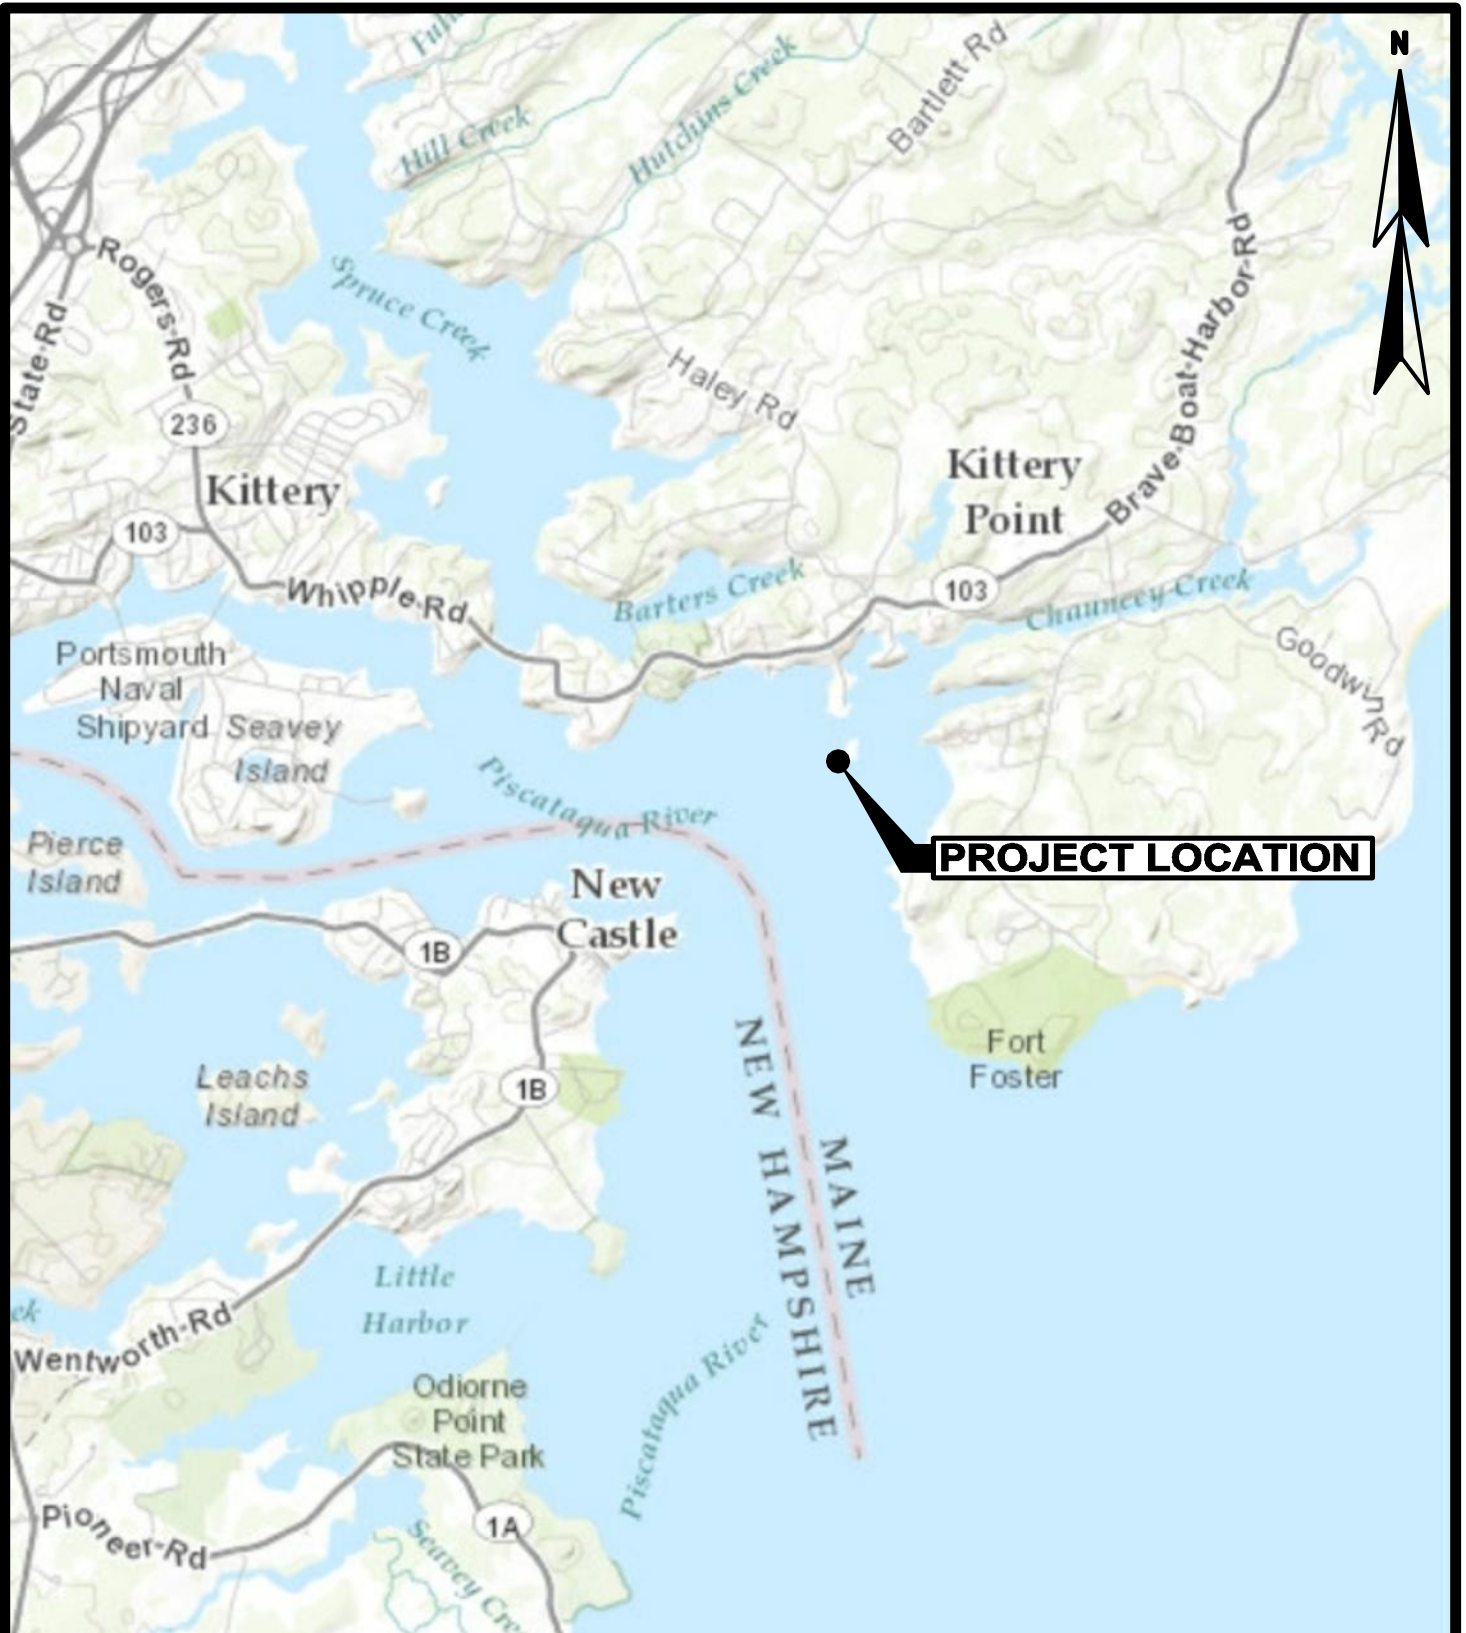 N
Hill Creek
Hutchins Creek
Bartlett Rd
Rogers Rd
Spruce Creek
State Rd
Haley Rd
Brave Boat Harbor Rd
236
Kittery
Kittery
Point
103
Whipple Rd
Barters Creek
103
Chauncey Creek
Goodwin Rd
Portsmouth
Naval
Shipyard
Seavey
Island
Piscataqua River
Pierce
Island
PROJECT LOCATION
New
Castle
1B
Fort
Foster
Leachs
Island
1B
NEW HAMPSHIRE
MAINE
Little
Harbor
Wentworth Rd
Piscataqua River
Odiorne
Point
State Park
Pioneer Rd
1A
Seavey Cre